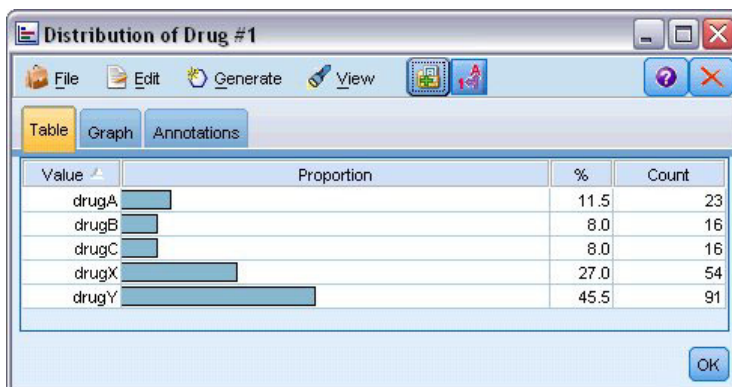 Distribution of Drug #1
File Edit Generate View
Table Graph Annotations
Value Proportion % Count
drugA 11.5 23
drugB 8.0 16
drugC 8.0 16
drugX 27.0 54
drugY 45.5 91
OK